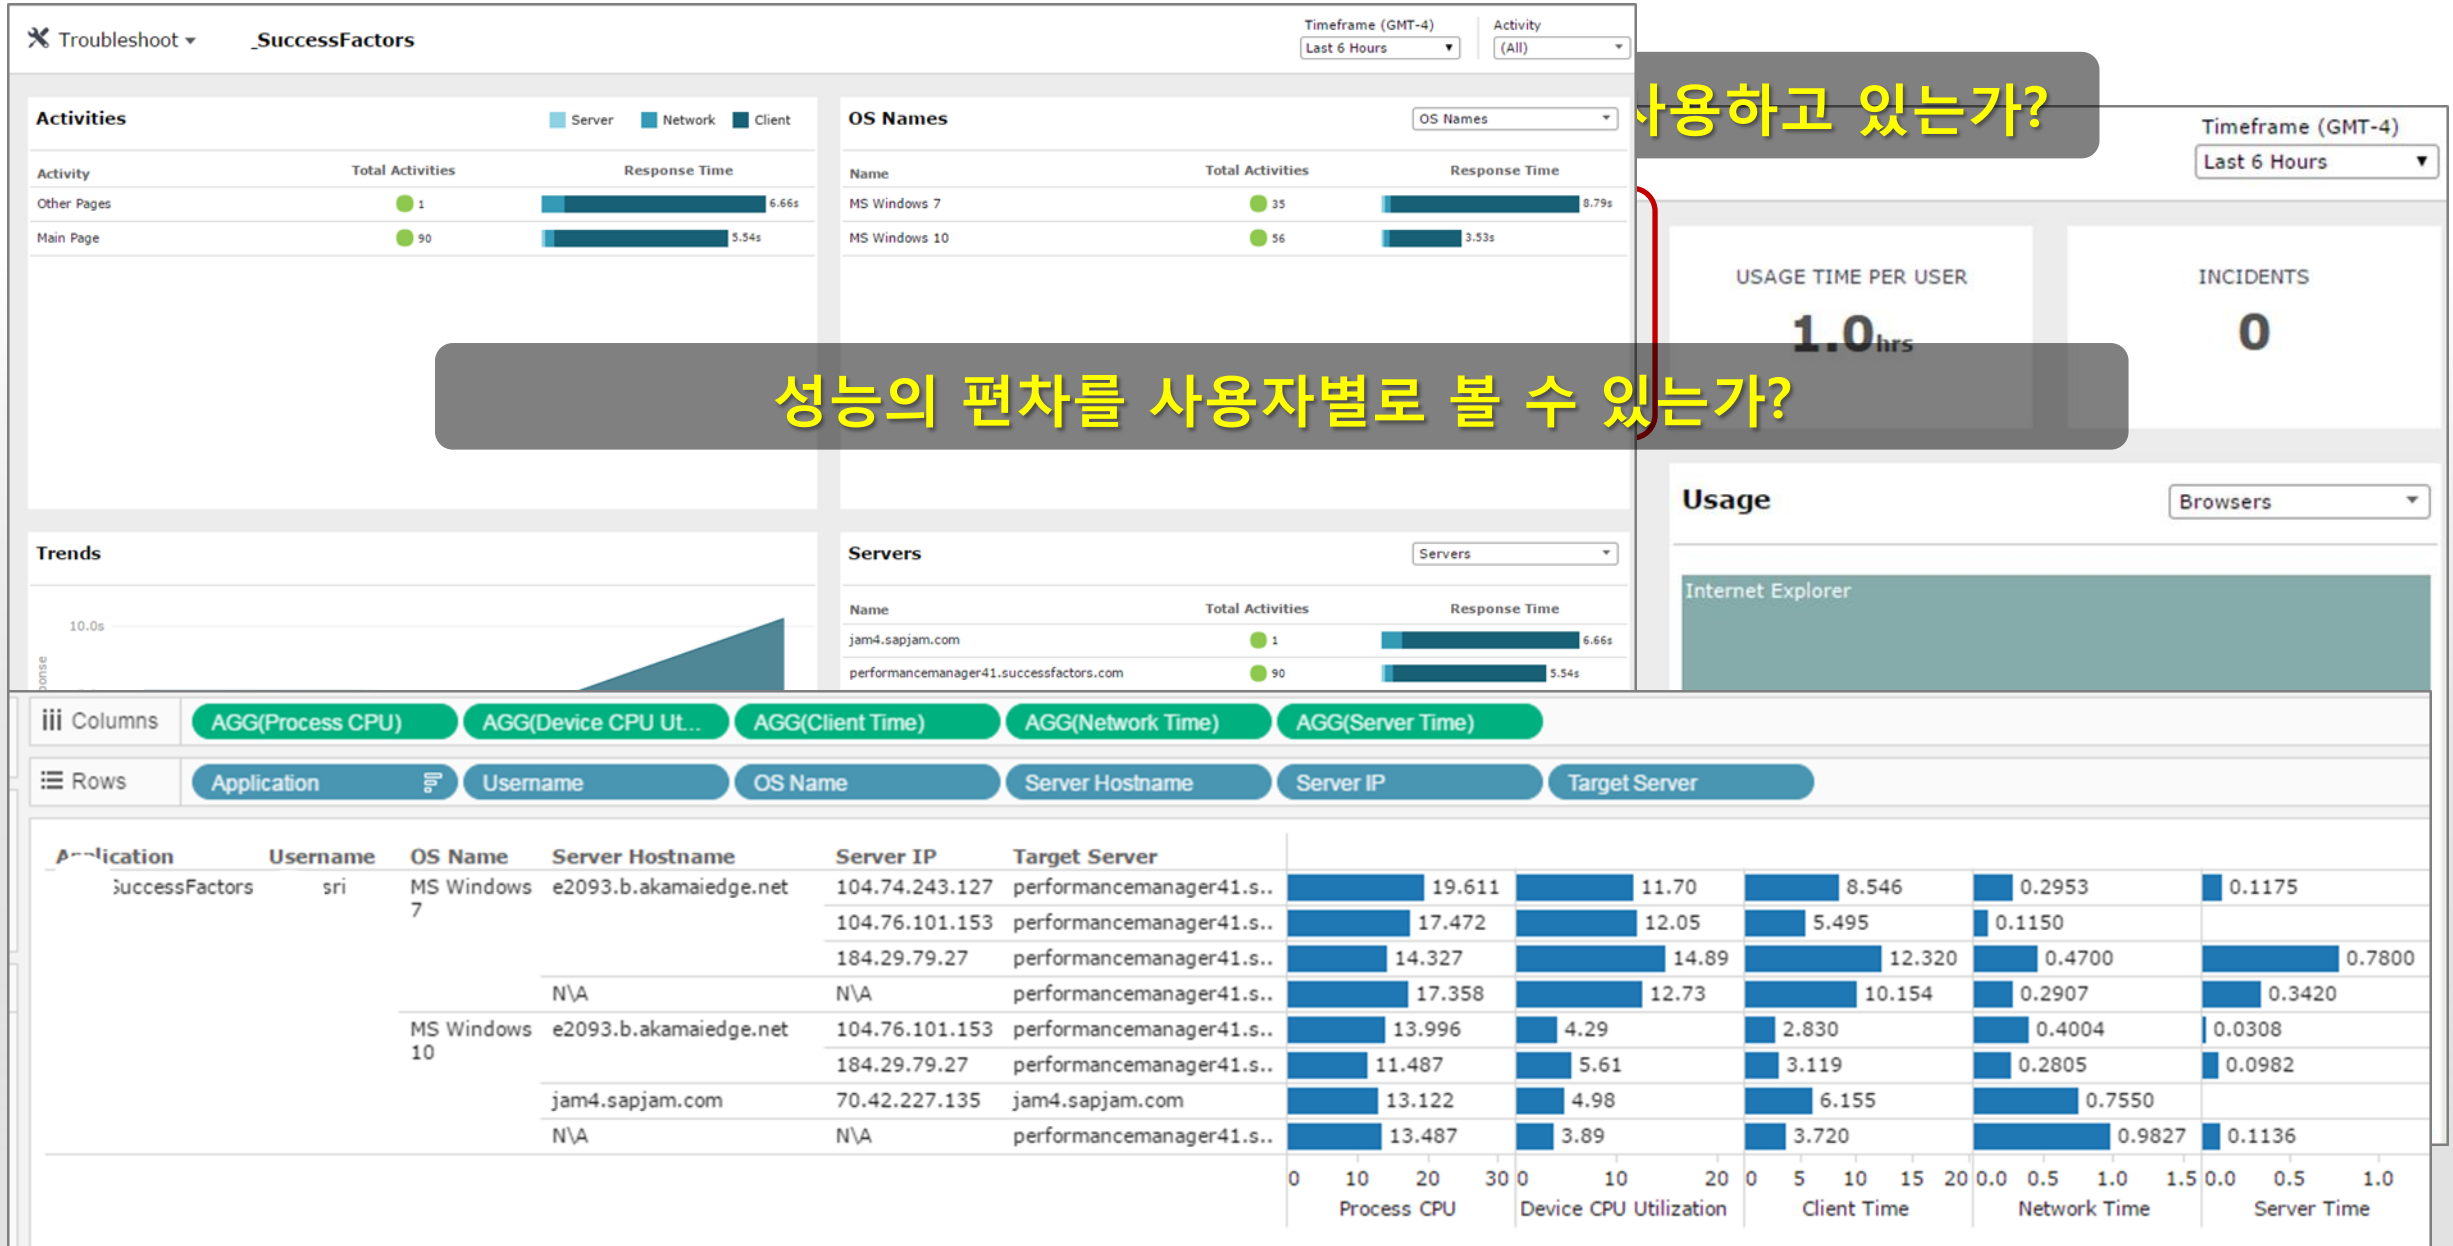 Troubleshoot
_SuccessFactors
Timeframe (GMT-4)
Last 6 Hours
Activity
(All)
사용하고 있는가?
Timeframe (GMT-4)
Last 6 Hours
Activities
Server
Network
Client
Activity
Total Activities
Response Time
Other Pages
1
6.66s
Main Page
90
5.54s
OS Names
OS Names
Name
Total Activities
Response Time
MS Windows 7
35
8.79s
MS Windows 10
56
3.53s
USAGE TIME PER USER
1.0hrs
INCIDENTS
0
성능의 편차를 사용자별로 볼 수 있는가?
Usage
Browsers
Internet Explorer
Trends
10.0s
Servers
Servers
Name
Total Activities
Response Time
jam4.sapjam.com
1
6.66s
performancemanager41.successfactors.com
90
5.54s
Columns
AGG(Process CPU)
AGG(Device CPU Ut...
AGG(Client Time)
AGG(Network Time)
AGG(Server Time)
Rows
Application
Username
OS Name
Server Hostname
Server IP
Target Server
Application Username OS Name Server Hostname Server IP Target Server
SuccessFactors sri MS Windows 7 e2093.b.akamaiedge.net 104.74.243.127 performancemanager41.s.. 19.611 11.70 8.546 0.2953 0.1175
104.76.101.153 performancemanager41.s.. 17.472 12.05 5.495 0.1150
184.29.79.27 performancemanager41.s.. 14.327 14.89 12.320 0.4700 0.7800
N\A N\A performancemanager41.s.. 17.358 12.73 10.154 0.2907 0.3420
MS Windows 10 e2093.b.akamaiedge.net 104.76.101.153 performancemanager41.s.. 13.996 4.29 2.830 0.4004 0.0308
184.29.79.27 performancemanager41.s.. 11.487 5.61 3.119 0.2805 0.0982
jam4.sapjam.com 70.42.227.135 jam4.sapjam.com 13.122 4.98 6.155 0.7550
N\A N\A performancemanager41.s.. 13.487 3.89 3.720 0.9827 0.1136
0 10 20 30 0 10 20 0 5 10 15 20 0.0 0.5 1.0 1.5 0.0 0.5 1.0
Process CPU Device CPU Utilization Client Time Network Time Server Time